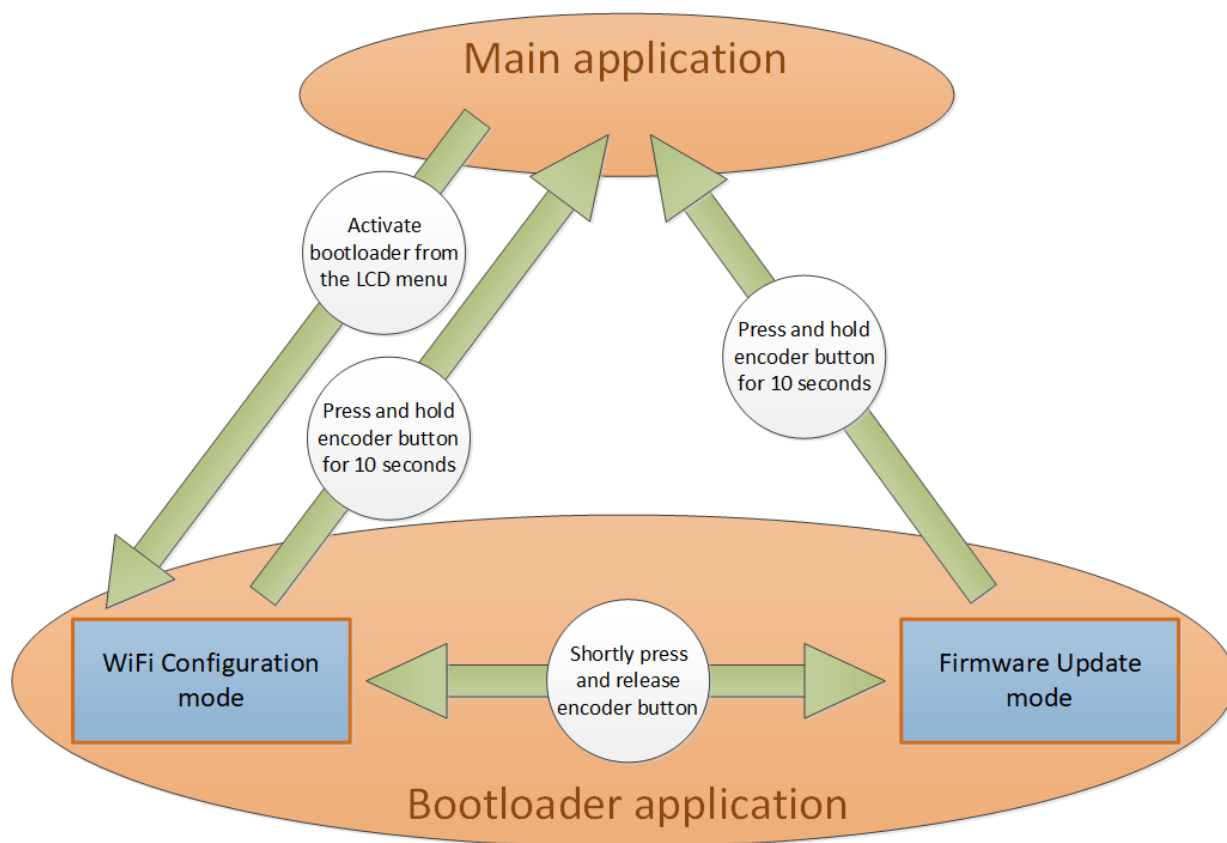 Main application
Activate
bootloader from
the LCD menu
Press and hold
encoder button
for 10 seconds
Press and hold
encoder button
for 10 seconds
WiFi Configuration
mode
Shortly press
and release
encoder button
Firmware Update
mode
Bootloader application